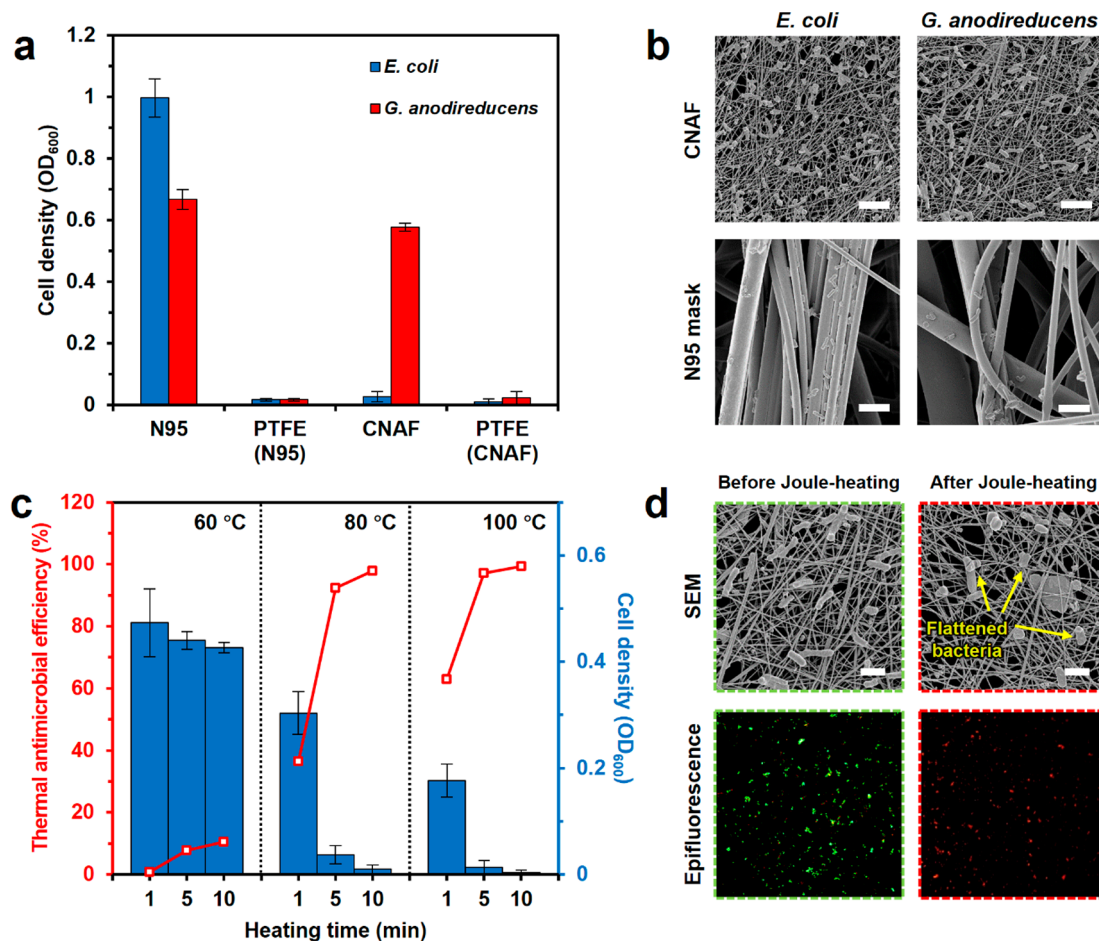 a
E. coli
G. anodireducens
Cell density (OD600)
1.2
1
0.8
0.6
0.4
0.2
0
N95
PTFE
(N95)
CNAF
PTFE
(CNAF)
b
E. coli
G. anodireducens
CNAF
N95 mask
c
Thermal antimicrobial efficiency (%)
120
100
80
60
40
20
0
60 °C
80 °C
100 °C
0.6
0.4
0.2
0
Cell density (OD600)
1 5 10 1 5 10 1 5 10
Heating time (min)
d
Before Joule-heating
After Joule-heating
SEM
Flattened
bacteria
Epifluorescence